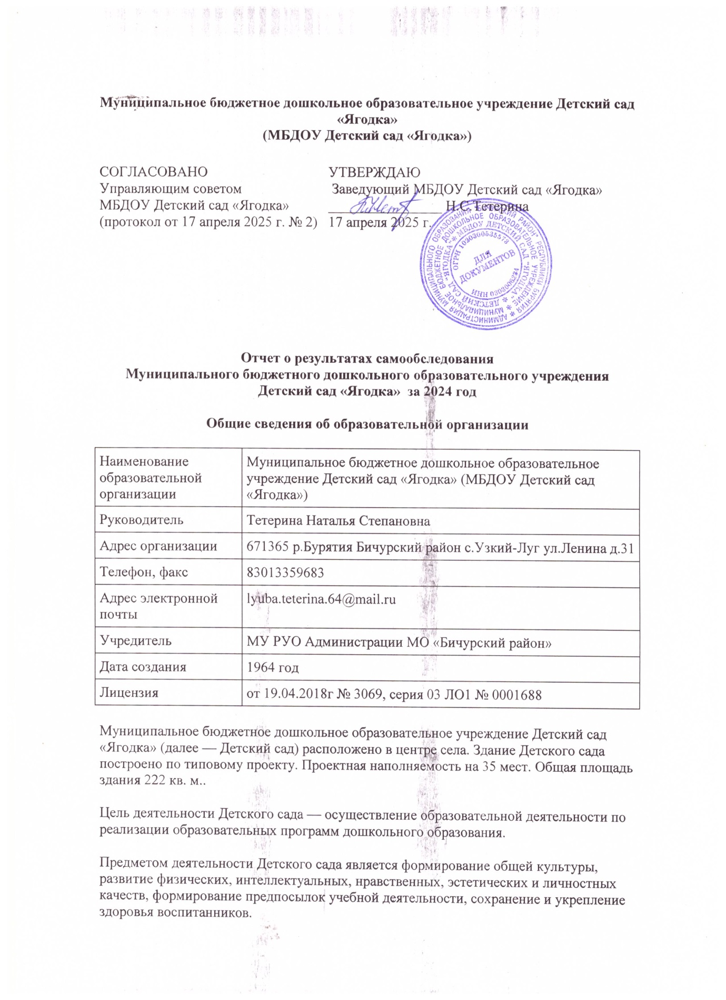 Муниципальное бюджетное дошкольное образовательное учреждение Детский сад
«Ягодка»
(МБДОУ Детский сад «Ягодка»)
СОГЛАСОВАНО
Управляющим советом
МБДОУ Детский сад «Ягодка»
(протокол от 17 апреля 2025 г. № 2)
УТВЕРЖДАЮ
Заведующий МБДОУ Детский сад «Ягодка»
________________ Н.С.Тетерина
17 апреля 2025 г.
АДМИНИСТРАЦИЯ МУНИЦИПАЛЬНОГО ОБРАЗОВАНИЯ "БИЧУРСКИЙ РАЙОН" РЕСПУБЛИКИ БУРЯТИЯ *
МУНИЦИПАЛЬНОЕ БЮДЖЕТНОЕ ДОШКОЛЬНОЕ ОБРАЗОВАТЕЛЬНОЕ УЧРЕЖДЕНИЕ *
ДЕТСКИЙ САД "ЯГОДКА" * МБДОУ ДЕТСКИЙ САД "ЯГОДКА" *
ОГРН 1020300535573
ДЛЯ
ДОКУМЕНТОВ
ИНН 0303006234
Отчет о результатах самообследования
Муниципального бюджетного дошкольного образовательного учреждения
Детский сад «Ягодка» за 2024 год
Общие сведения об образовательной организации
Наименование
образовательной
организации
Муниципальное бюджетное дошкольное образовательное
учреждение Детский сад «Ягодка» (МБДОУ Детский сад
«Ягодка»)
Руководитель
Тетерина Наталья Степановна
Адрес организации
671365 р.Бурятия Бичурский район с.Узкий-Луг ул.Ленина д.31
Телефон, факс
83013359683
Адрес электронной
почты
lyuba.teterina.64@mail.ru
Учредитель
МУ РУО Администрации МО «Бичурский район»
Дата создания
1964 год
Лицензия
от 19.04.2018г № 3069, серия 03 ЛО1 № 0001688
Муниципальное бюджетное дошкольное образовательное учреждение Детский сад
«Ягодка» (далее — Детский сад) расположено в центре села. Здание Детского сада
построено по типовому проекту. Проектная наполняемость на 35 мест. Общая площадь
здания 222 кв. м..
Цель деятельности Детского сада — осуществление образовательной деятельности по
реализации образовательных программ дошкольного образования.
Предметом деятельности Детского сада является формирование общей культуры,
развитие физических, интеллектуальных, нравственных, эстетических и личностных
качеств, формирование предпосылок учебной деятельности, сохранение и укрепление
здоровья воспитанников.